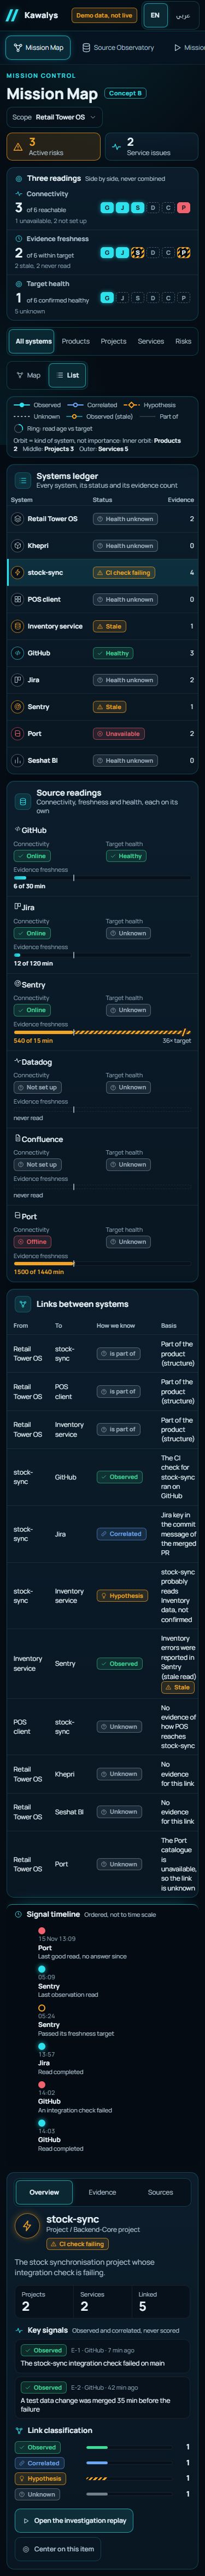 Kawalys
Demo data, not live
EN
عربي
Mission Map
Source Observatory
MISSION CONTROL
Mission Map
Concept B
Scope Retail Tower OS
3
Active risks
2
Service issues
Three readings Side by side, never combined
Connectivity
3 of 6 reachable
G J S D C P
1 unavailable, 2 not set up
Evidence freshness
2 of 6 within target
G J S D C P
2 stale, 2 never read
Target health
1 of 6 confirmed healthy
G J S D C P
5 unknown
All systems
Products
Projects
Services
Risks
Map
List
Observed
Correlated
Hypothesis
Unknown
Observed (stale)
Part of
Ring: read age vs target
Orbit = kind of system, not importance: Inner orbit: Products
2 Middle: Projects 3 Outer: Services 5
Systems ledger
Every system, its status and its evidence count
System Status Evidence
Retail Tower OS Health unknown 2
Khepri Health unknown 0
stock-sync CI check failing 4
POS client Health unknown 0
Inventory service Stale 1
GitHub Healthy 3
Jira Health unknown 2
Sentry Stale 1
Port Unavailable 2
Seshat BI Health unknown 0
Source readings
Connectivity, freshness and health, each on its
own
GitHub
Connectivity Target health
Online Healthy
Evidence freshness
6 of 30 min
Jira
Connectivity Target health
Online Unknown
Evidence freshness
12 of 120 min
Sentry
Connectivity Target health
Online Unknown
Evidence freshness
540 of 15 min 36× target
Datadog
Connectivity Target health
Not set up Unknown
Evidence freshness
never read
Confluence
Connectivity Target health
Not set up Unknown
Evidence freshness
never read
Port
Connectivity Target health
Offline Unknown
Evidence freshness
1500 of 1440 min
Links between systems
From To How we know Basis
Retail
Tower OS
stock-
sync
is part of
Part of the
product
(structure)
Retail
Tower OS
POS
client
is part of
Part of the
product
(structure)
Retail
Tower OS
Inventory
service
is part of
Part of the
product
(structure)
stock-
sync
GitHub
Observed
The CI
check for
stock-sync
ran on
GitHub
stock-
sync
Jira
Correlated
Jira key in
the commit
message of
the merged
PR
stock-
sync
Inventory
service
Hypothesis
stock-sync
probably
reads
Inventory
data, not
confirmed
Inventory
service
Sentry
Observed
Inventory
errors were
reported in
Sentry
(stale read)
Stale
POS
client
stock-
sync
Unknown
No
evidence of
how POS
reaches
stock-sync
Retail
Tower OS
Khepri
Unknown
No
evidence
for this link
Retail
Tower OS
Seshat BI
Unknown
No
evidence
for this link
Retail
Tower OS
Port
Unknown
The Port
catalogue
is
unavailable,
so the link
is unknown
Signal timeline Ordered, not to time scale
15 Nov 13:09
Port
Last good read, no answer since
05:09
Sentry
Last observation read
05:24
Sentry
Passed its freshness target
13:57
Jira
Read completed
14:02
GitHub
An integration check failed
14:03
GitHub
Read completed
Overview
Evidence
Sources
stock-sync
Project / Backend-Core project
CI check failing
The stock synchronisation project whose
integration check is failing.
Projects
2
Services
2
Linked
5
Key signals Observed and correlated, never scored
Observed E-1 · GitHub · 7 min ago
The stock-sync integration check failed on main
Observed E-2 · GitHub · 42 min ago
A test data change was merged 35 min before the
failure
Link classification
Observed 1
Correlated 1
Hypothesis 1
Unknown 1
Open the investigation replay
Center on this item